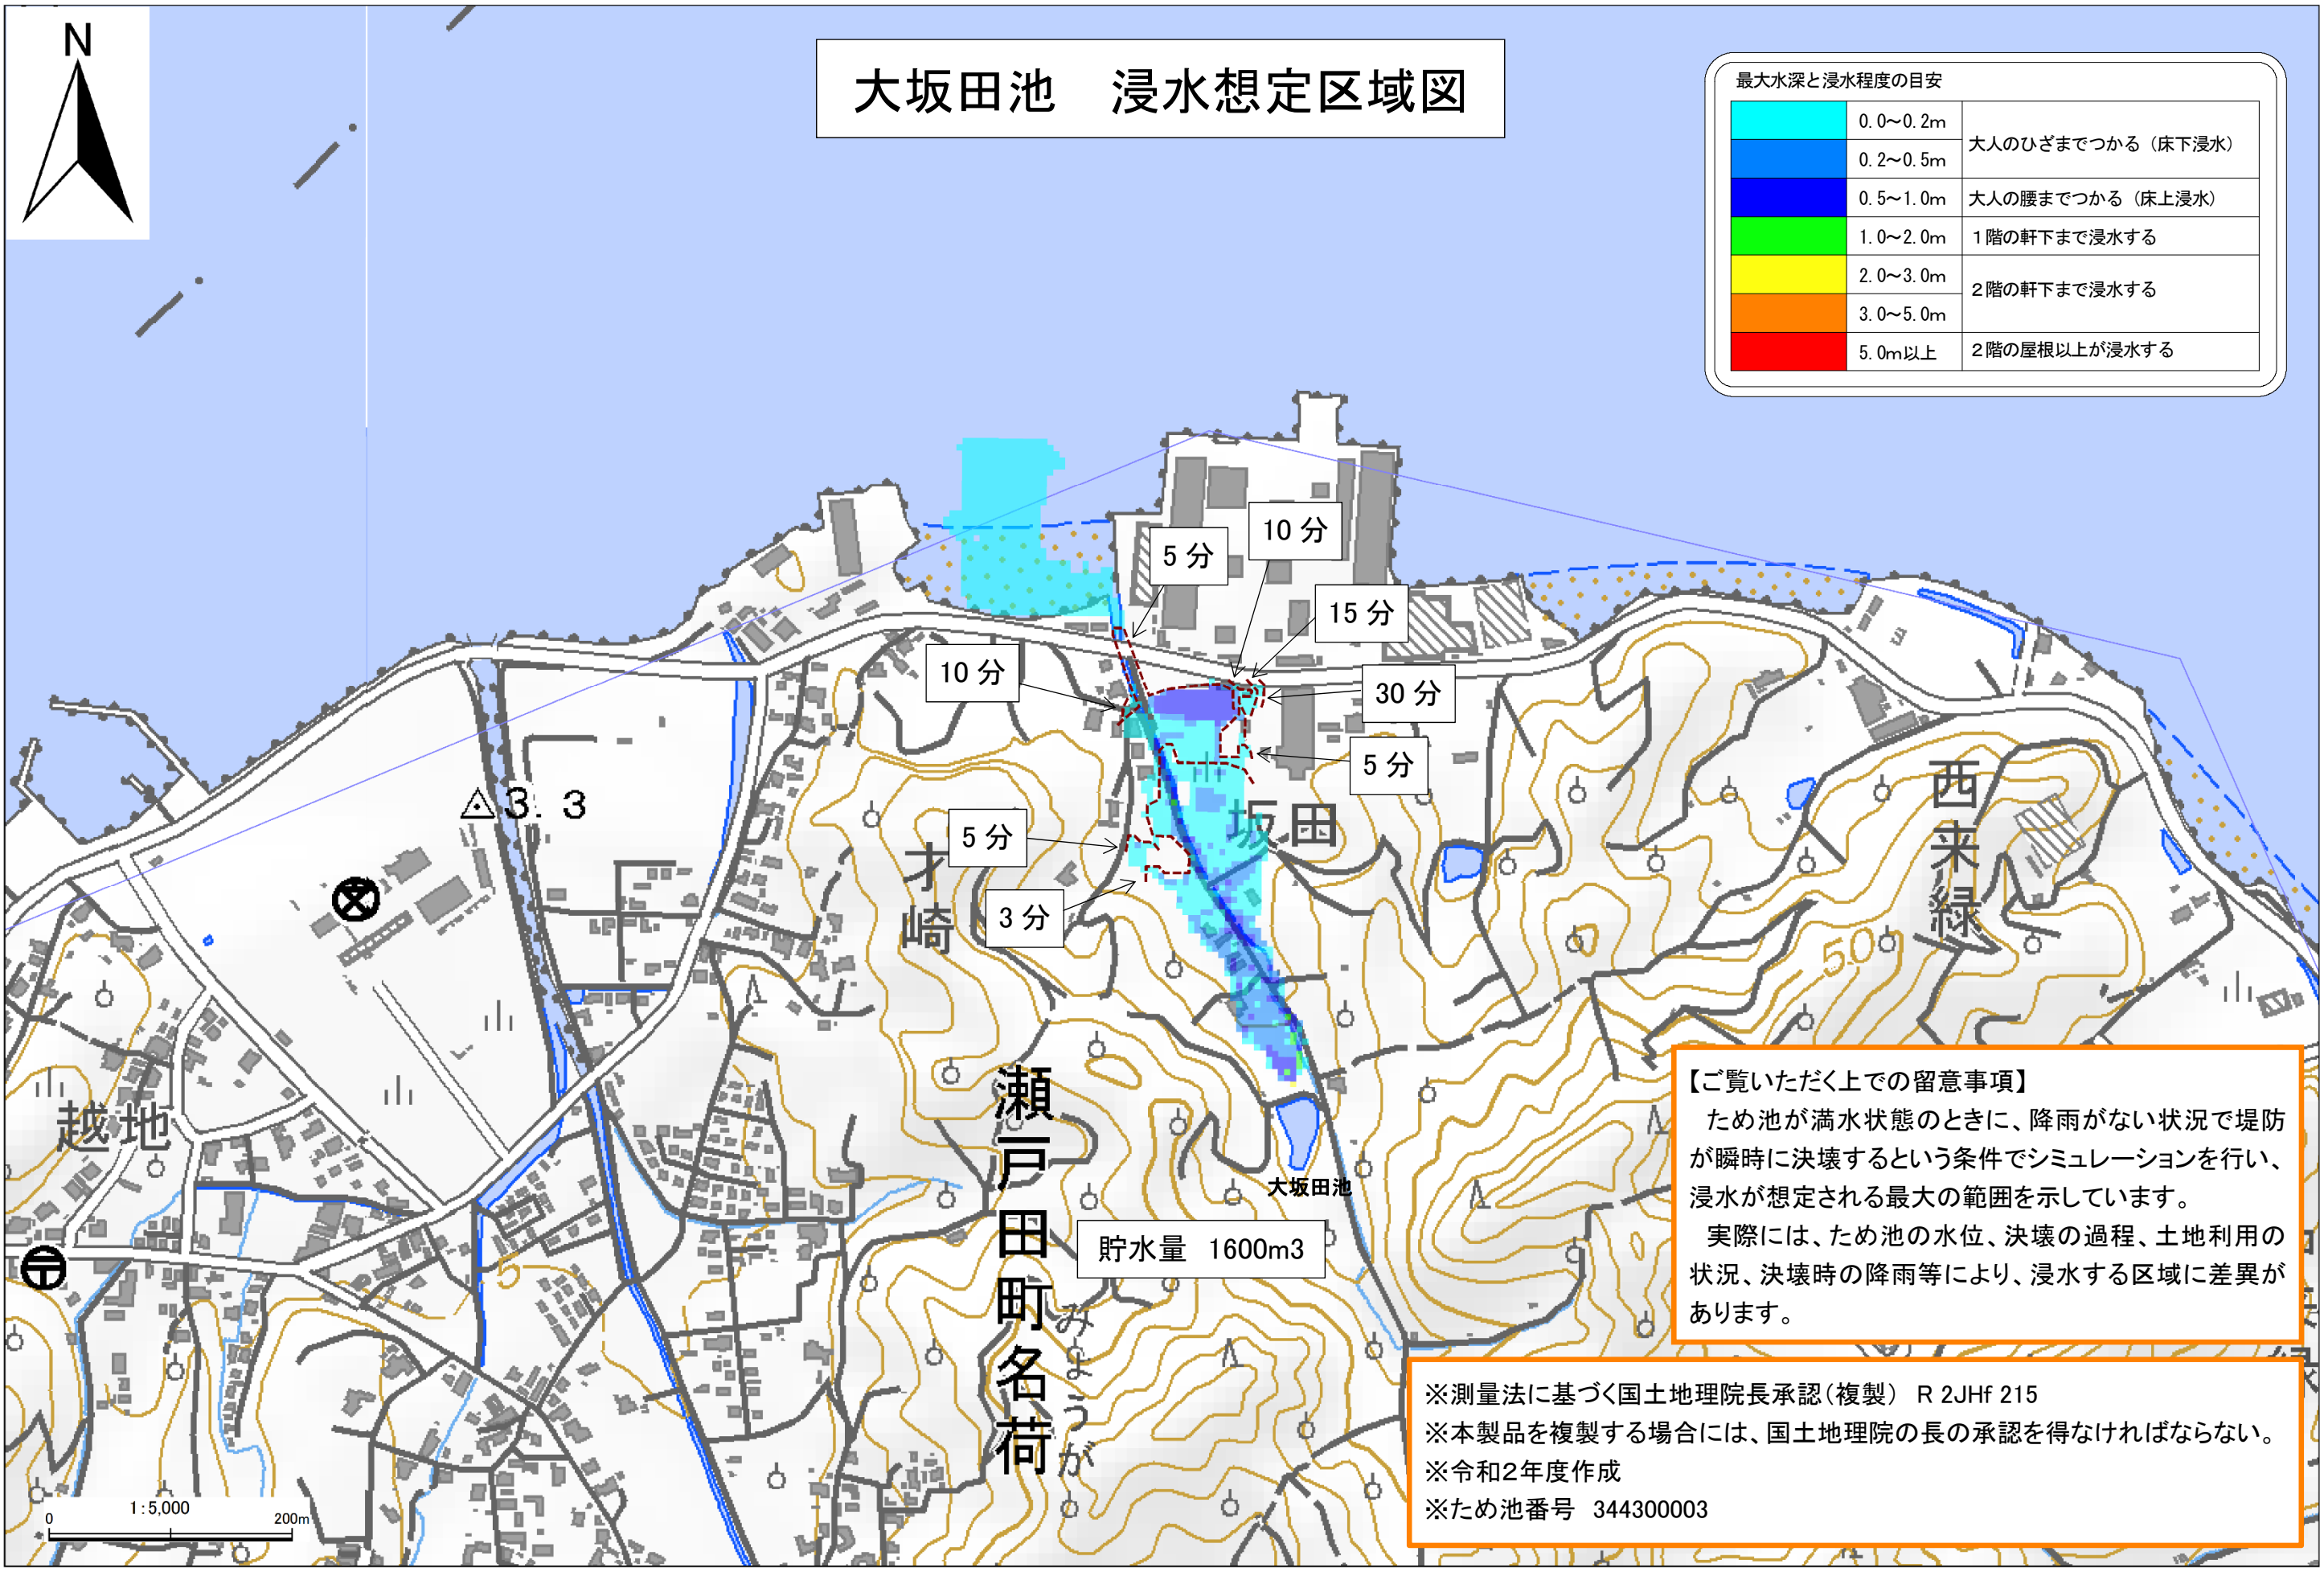 N
大坂田池　浸水想定区域図
最大水深と浸水程度の目安
0.0～0.2m
大人のひざまでつかる（床下浸水）
0.2～0.5m
0.5～1.0m
大人の腰までつかる（床上浸水）
1.0～2.0m
1階の軒下まで浸水する
2.0～3.0m
2階の軒下まで浸水する
3.0～5.0m
5.0m以上
2階の屋根以上が浸水する
10分
5分
15分
10分
30分
5分
5分
3分
3.3
坂田
才崎
西来緑
50
越地
5
瀬戸田町名荷
みょうが
大坂田池
貯水量　1600m3
【ご覧いただく上での留意事項】
ため池が満水状態のときに、降雨がない状況で堤防
が瞬時に決壊するという条件でシミュレーションを行い、
浸水が想定される最大の範囲を示しています。
実際には、ため池の水位、決壊の過程、土地利用の
状況、決壊時の降雨等により、浸水する区域に差異が
あります。
※測量法に基づく国土地理院長承認（複製）　R 2JHf 215
※本製品を複製する場合には、国土地理院の長の承認を得なければならない。
※令和2年度作成
※ため池番号　344300003
1:5,000
0
200m